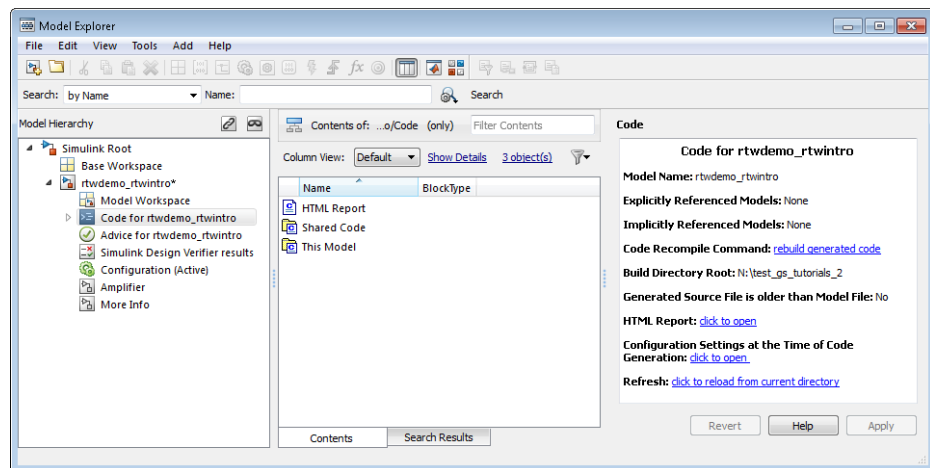 Model Explorer
File Edit View Tools Add Help
fx
Search: by Name Name: Search
Model Hierarchy
Simulink Root
Base Workspace
rtwdemo_rtwintro*
Model Workspace
Code for rtwdemo_rtwintro
Advice for rtwdemo_rtwintro
Simulink Design Verifier results
Configuration (Active)
Amplifier
More Info
Contents of: ...o/Code (only) Filter Contents
Column View: Default Show Details 3 object(s)
Name BlockType
HTML Report
Shared Code
This Model
Contents Search Results
Code
Code for rtwdemo_rtwintro
Model Name: rtwdemo_rtwintro
Explicitly Referenced Models: None
Implicitly Referenced Models: None
Code Recompile Command: rebuild generated code
Build Directory Root: N:\test_gs_tutorials_2
Generated Source File is older than Model File: No
HTML Report: click to open
Configuration Settings at the Time of Code
Generation: click to open
Refresh: click to reload from current directory
Revert Help Apply